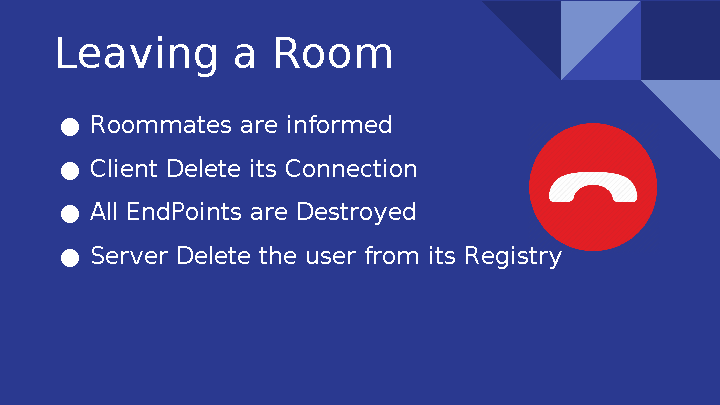 Leaving a Room
● Roommates are informed
● Client Delete its Connection
● All EndPoints are Destroyed
● Server Delete the user from its Registry